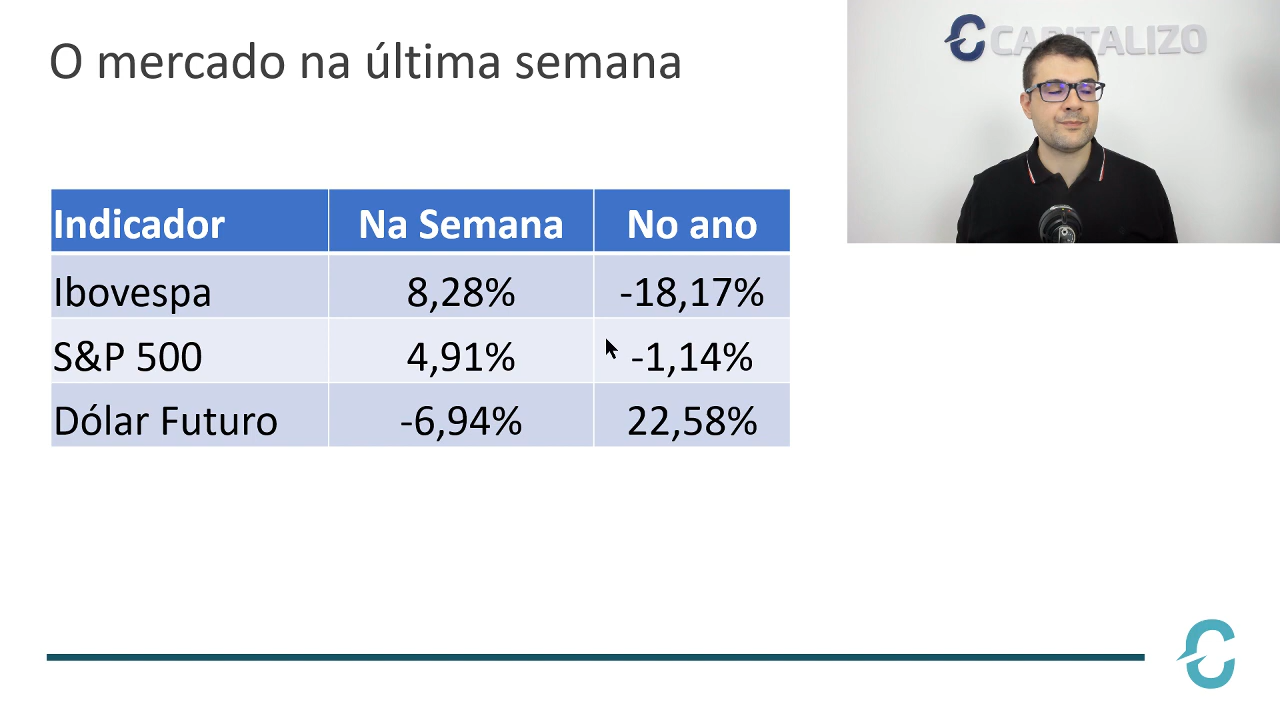 O mercado na última semana
CAPITALIZO
Indicador Na Semana No ano
Ibovespa 8,28% -18,17%
S&P 500 4,91% -1,14%
Dólar Futuro -6,94% 22,58%